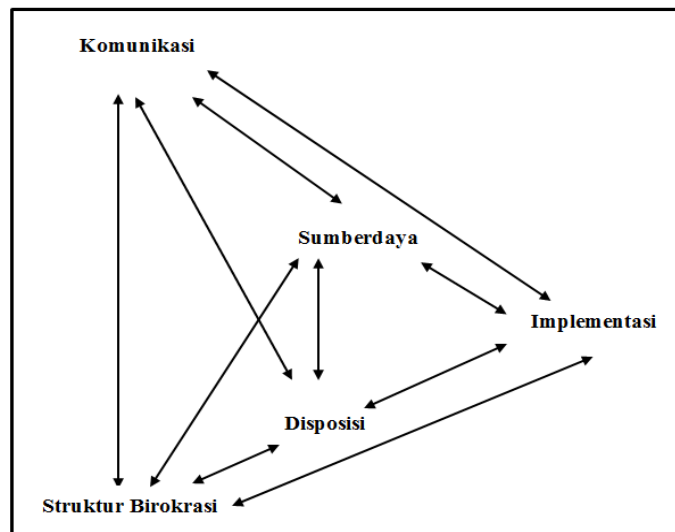 Komunikasi
Sumberdaya
Implementasi
Disposisi
Struktur Birokrasi